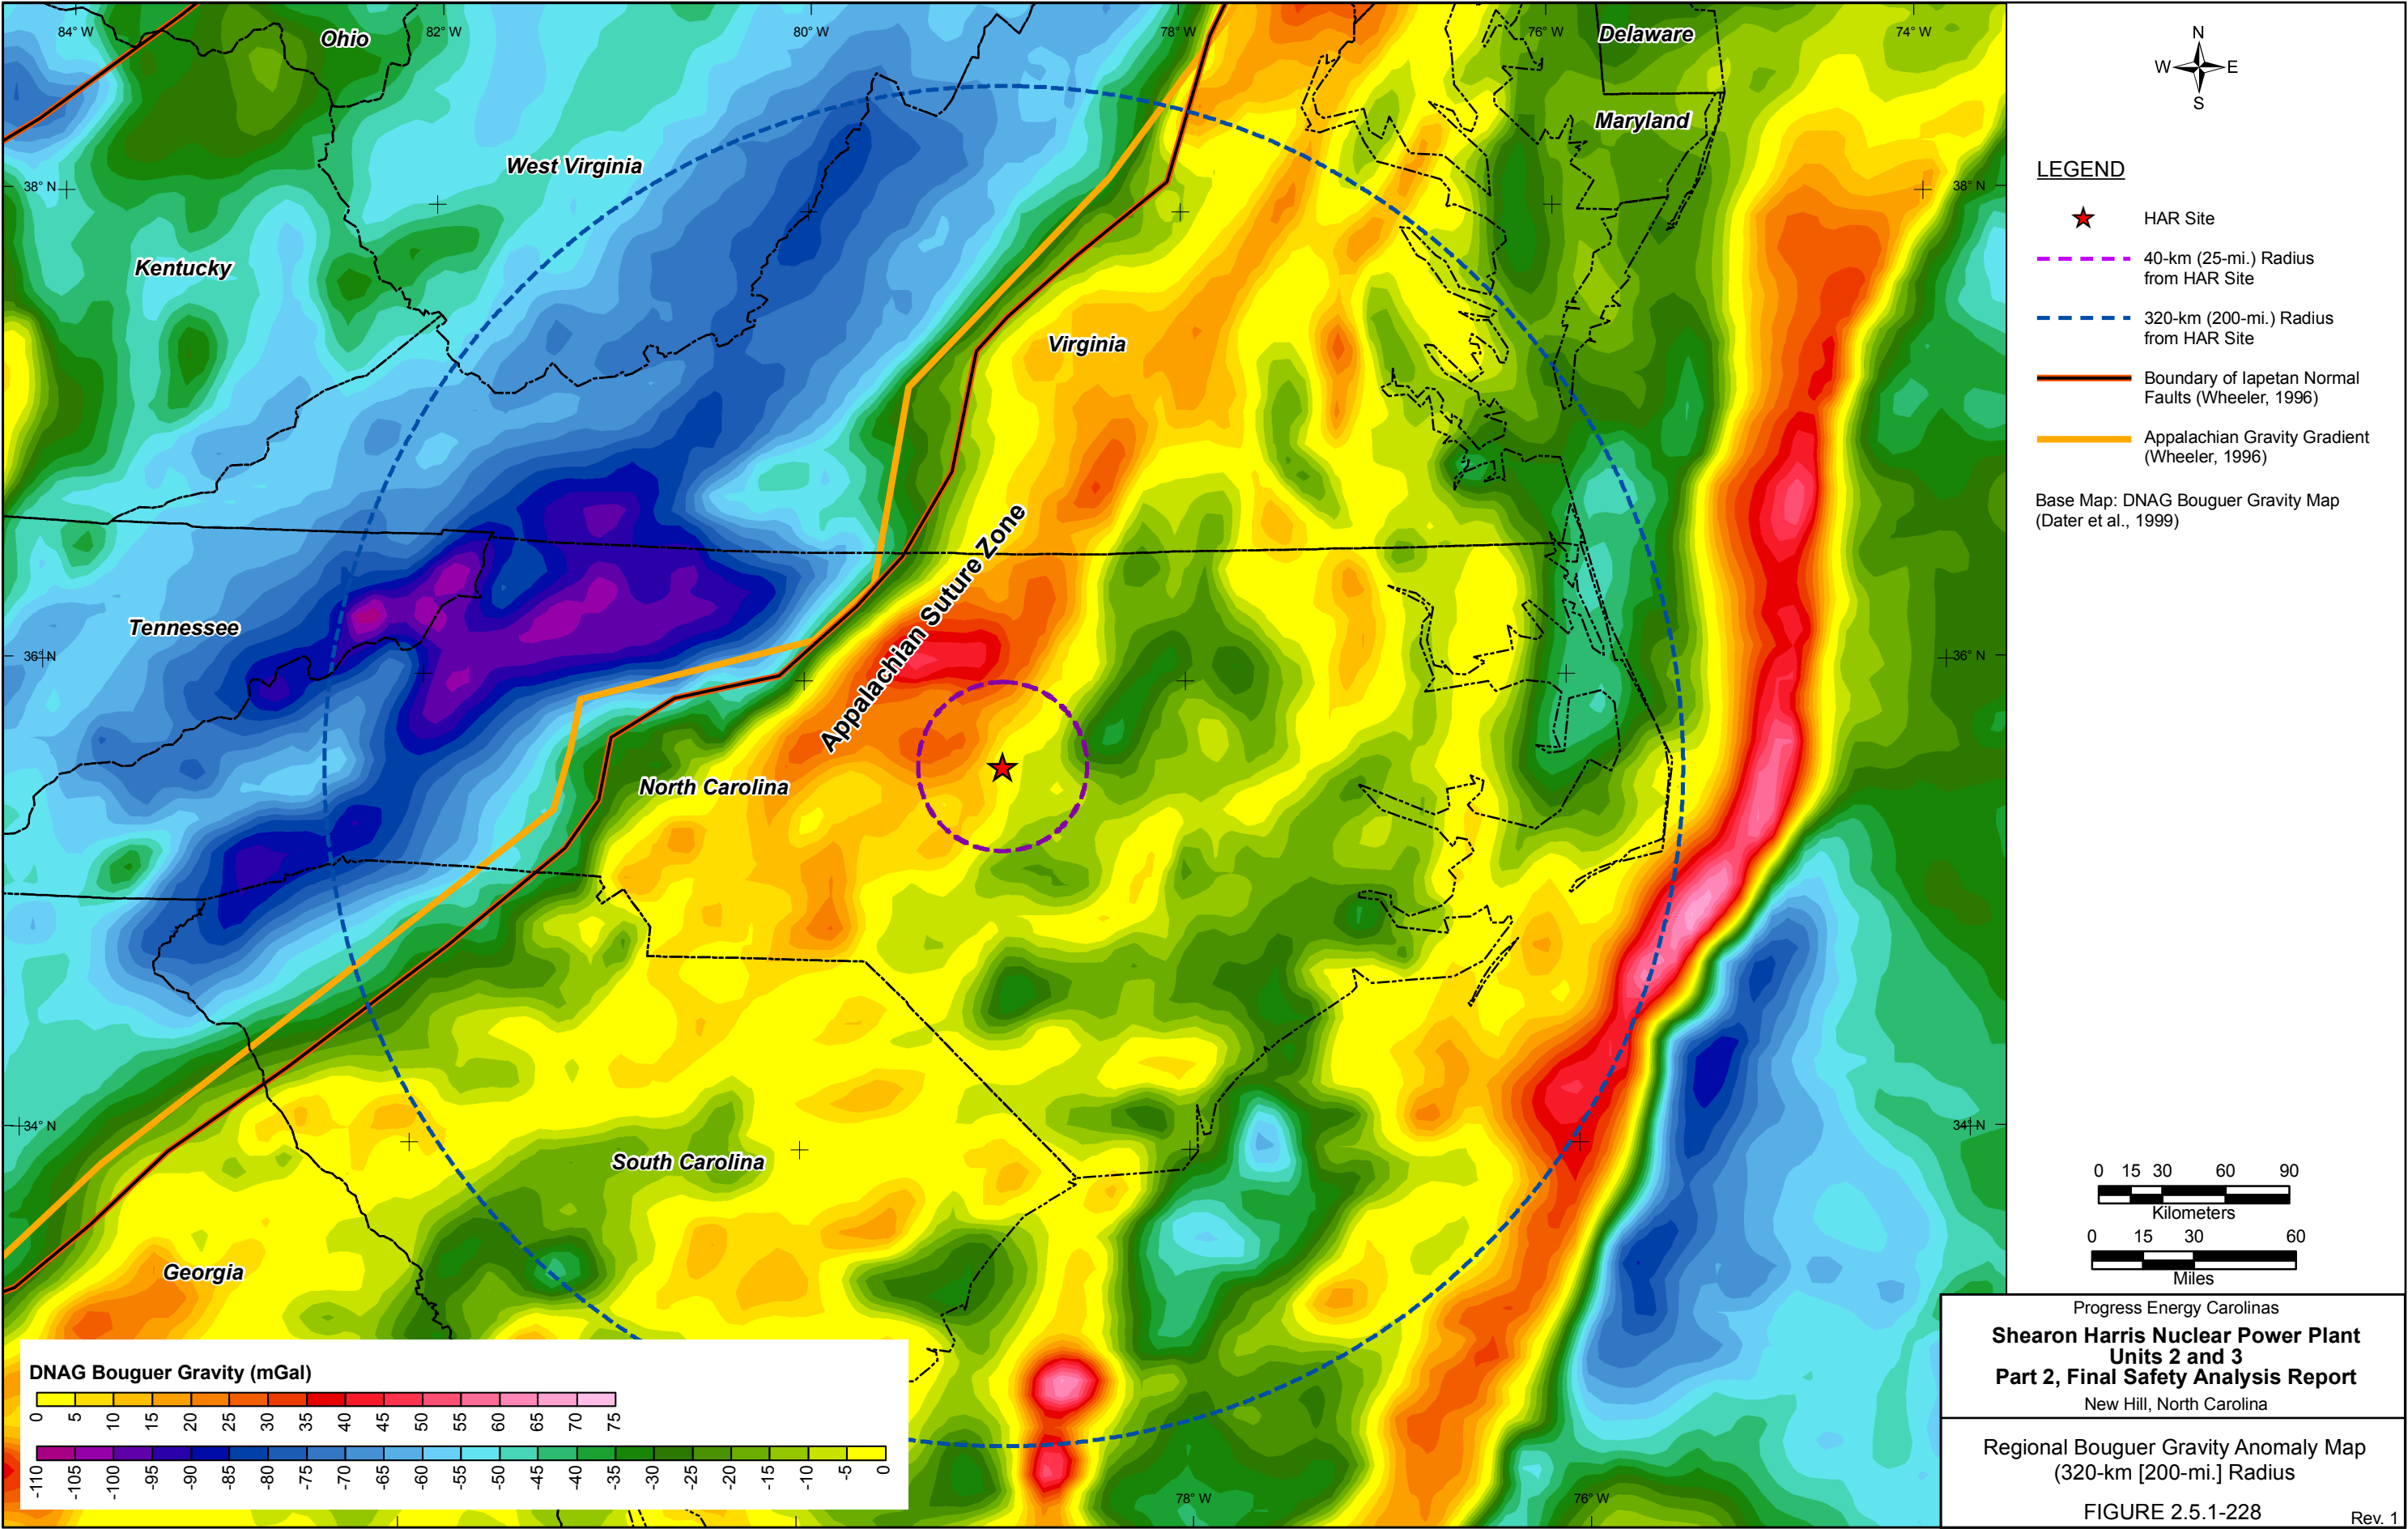 84° W
82° W
80° W
78° W
76° W
74° W
Ohio
Delaware
Maryland
West Virginia
38° N
38° N
Kentucky
Virginia
Appalachian Suture Zone
Tennessee
36° N
36° N
North Carolina
34° N
34° N
South Carolina
Georgia
78° W
76° W
DNAG Bouguer Gravity (mGal)
0 5 10 15 20 25 30 35 40 45 50 55 60 65 70 75
-110 -105 -100 -95 -90 -85 -80 -75 -70 -65 -60 -55 -50 -45 -40 -35 -30 -25 -20 -15 -10 -5 0
N
W E
S
LEGEND
HAR Site
40-km (25-mi.) Radius
from HAR Site
320-km (200-mi.) Radius
from HAR Site
Boundary of Iapetan Normal
Faults (Wheeler, 1996)
Appalachian Gravity Gradient
(Wheeler, 1996)
Base Map: DNAG Bouguer Gravity Map
(Dater et al., 1999)
0 15 30 60 90
Kilometers
0 15 30 60
Miles
Progress Energy Carolinas
Shearon Harris Nuclear Power Plant
Units 2 and 3
Part 2, Final Safety Analysis Report
New Hill, North Carolina
Regional Bouguer Gravity Anomaly Map
(320-km [200-mi.] Radius
FIGURE 2.5.1-228
Rev. 1